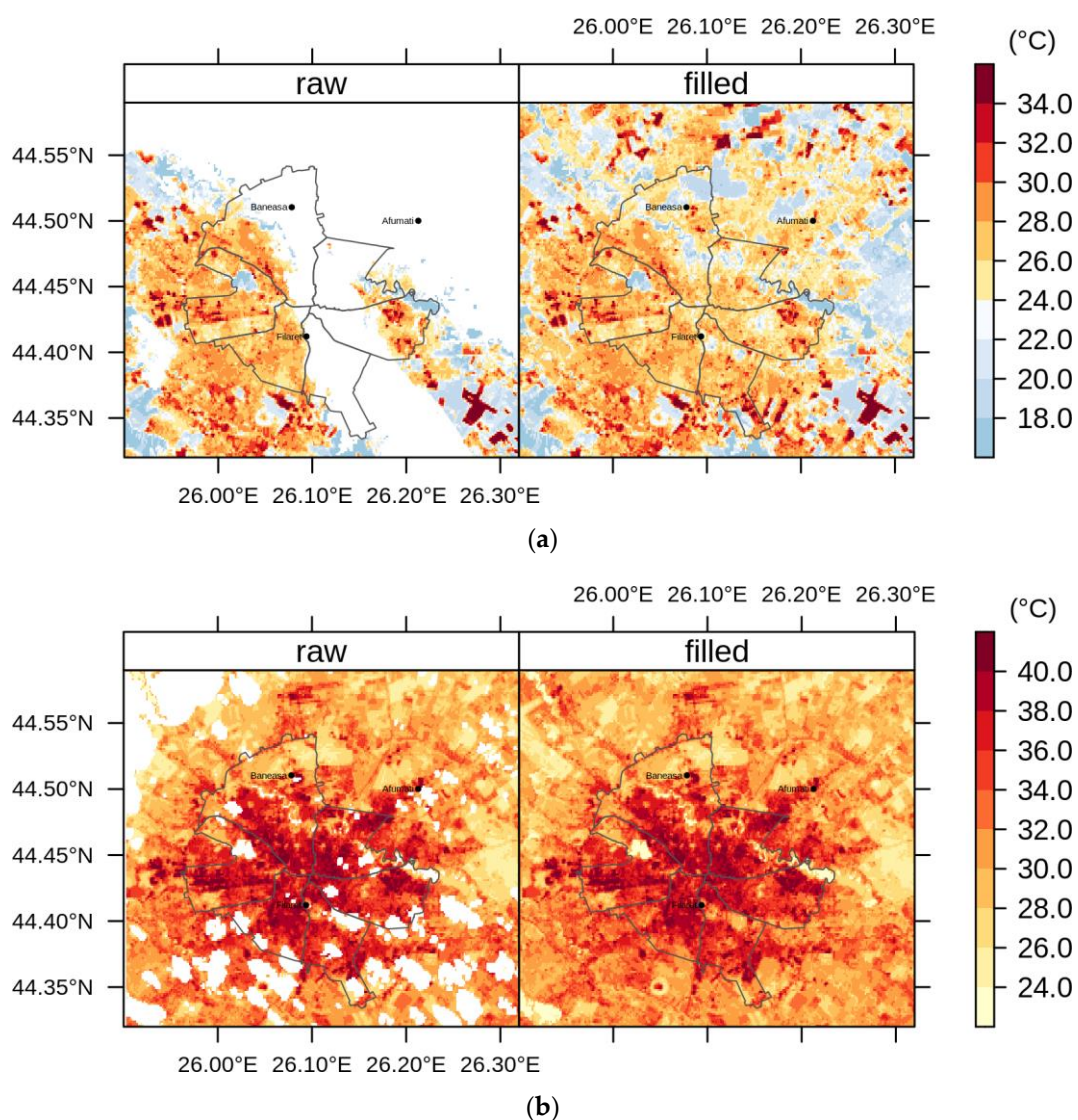 26.00°E 26.10°E 26.20°E 26.30°E
(°C)
raw filled
34.0
32.0
30.0
28.0
26.0
24.0
22.0
20.0
18.0
44.55°N
44.50°N
44.45°N
44.40°N
44.35°N
Baneasa
Afumati
Filaret
Baneasa
Afumati
Filaret
26.00°E 26.10°E 26.20°E 26.30°E
(a)
26.00°E 26.10°E 26.20°E 26.30°E
(°C)
raw filled
40.0
38.0
36.0
34.0
32.0
30.0
28.0
26.0
24.0
44.55°N
44.50°N
44.45°N
44.40°N
44.35°N
Baneasa
Afumati
Filaret
Baneasa
Afumati
Filaret
26.00°E 26.10°E 26.20°E 26.30°E
(b)